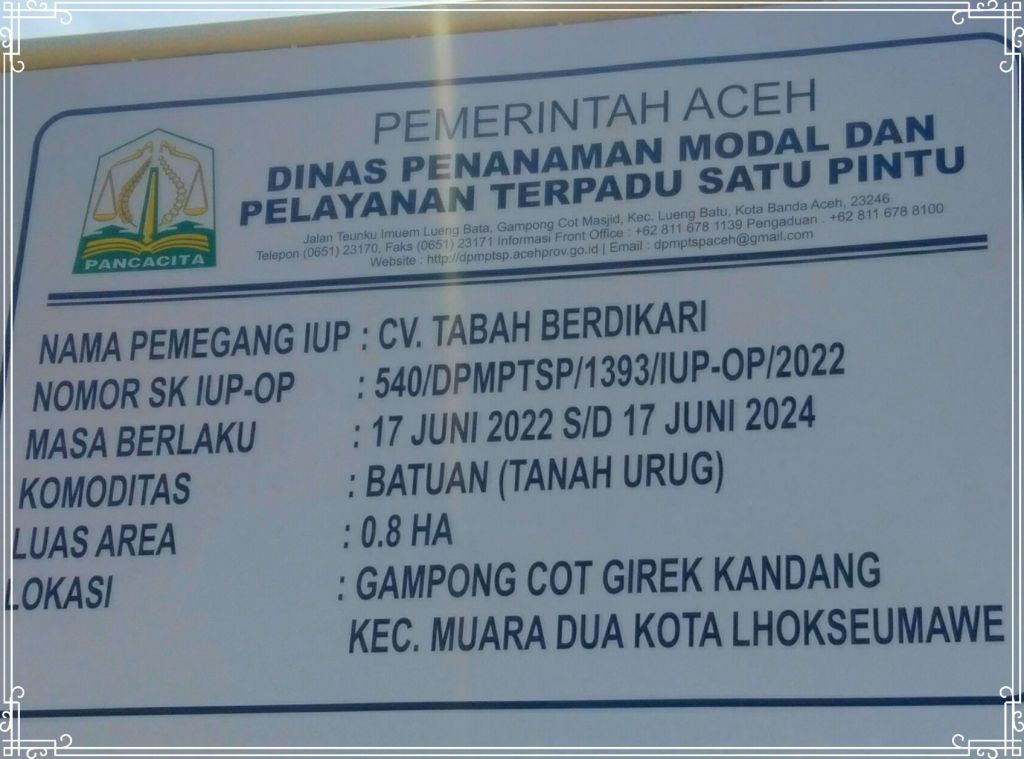 PEMERINTAH ACEH
DINAS PENANAMAN MODAL DAN
PELAYANAN TERPADU SATU PINTU
Jalan Teunku Imuem Lueng Bata, Gampong Cot Masjid, Kec. Lueng Batu, Kota Banda Aceh, 23246
Telepon (0651) 23170, Faks (0651) 23171 Informasi Front Office : +62 811 678 1139 Pengaduan : +62 811 678 8100
Website : http://dpmptsp.acehprov.go.id | Email : dpmptspaceh@gmail.com
PANCACITA
NAMA PEMEGANG IUP : CV. TABAH BERDIKARI
NOMOR SK IUP-OP : 540/DPMPTSP/1393/IUP-OP/2022
MASA BERLAKU : 17 JUNI 2022 S/D 17 JUNI 2024
KOMODITAS : BATUAN (TANAH URUG)
LUAS AREA : 0.8 HA
LOKASI : GAMPONG COT GIREK KANDANG
KEC. MUARA DUA KOTA LHOKSEUMAWE